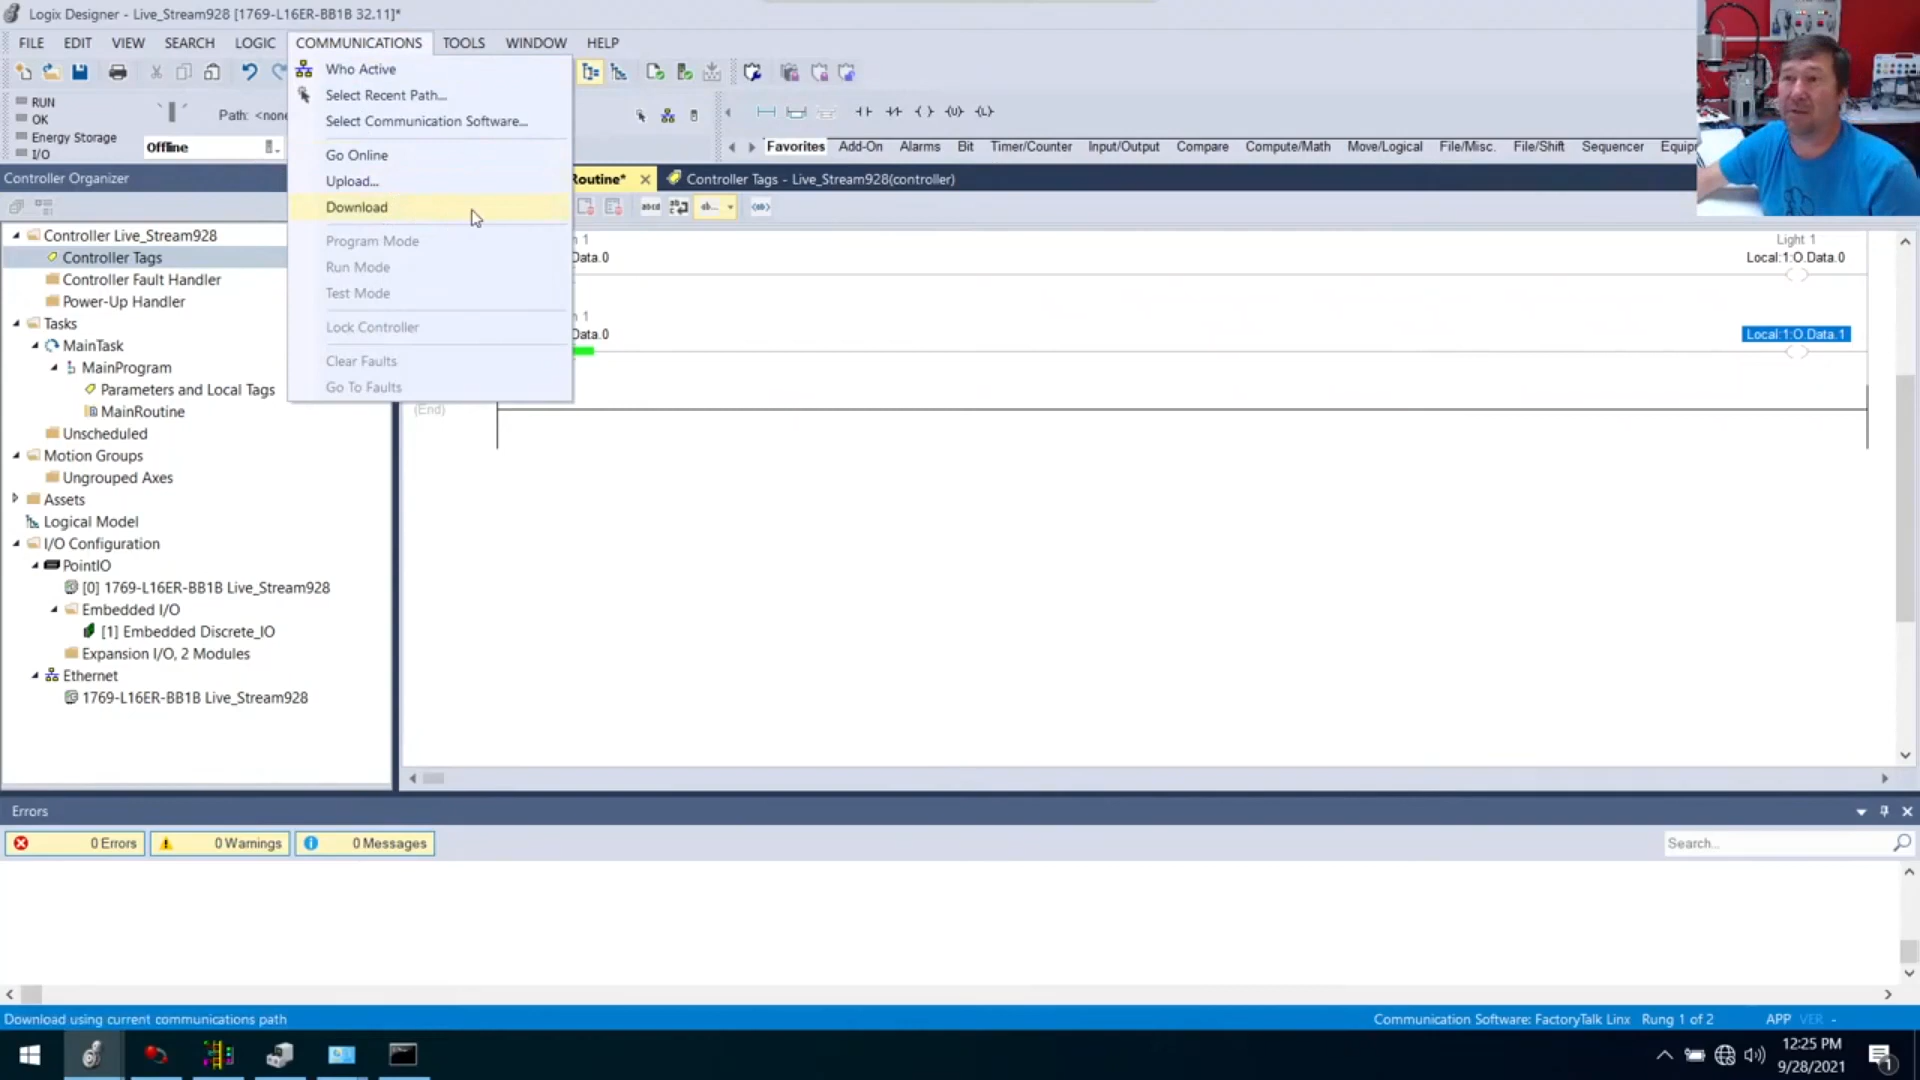 Logix Designer - Live_Stream928 [1769-L16ER-BB1B 32.11]*
FILE EDIT VIEW SEARCH LOGIC COMMUNICATIONS TOOLS WINDOW HELP
Who Active
Select Recent Path...
Select Communication Software...
Go Online
Upload...
Download
Program Mode
Run Mode
Test Mode
Lock Controller
Clear Faults
Go To Faults
RUN
OK
Energy Storage
I/O
Path: <none
Offline
Favorites Add-On Alarms Bit Timer/Counter Input/Output Compare Compute/Math Move/Logical File/Misc. File/Shift Sequencer Equip
Controller Organizer
Routine* Controller Tags - Live_Stream928(controller)
Controller Live_Stream928
Controller Tags
Controller Fault Handler
Power-Up Handler
Tasks
MainTask
MainProgram
Parameters and Local Tags
MainRoutine
Unscheduled
Motion Groups
Ungrouped Axes
Assets
Logical Model
I/O Configuration
PointIO
[0] 1769-L16ER-BB1B Live_Stream928
Embedded I/O
[1] Embedded Discrete_IO
Expansion I/O, 2 Modules
Ethernet
1769-L16ER-BB1B Live_Stream928
1
Data.0
Light 1
Local:1:O.Data.0
1
Data.0
Local:1:O.Data.1
(End)
Errors
0 Errors 0 Warnings 0 Messages
Search...
Download using current communications path
Communication Software: FactoryTalk Linx Rung 1 of 2 APP VER -
12:25 PM
9/28/2021
1